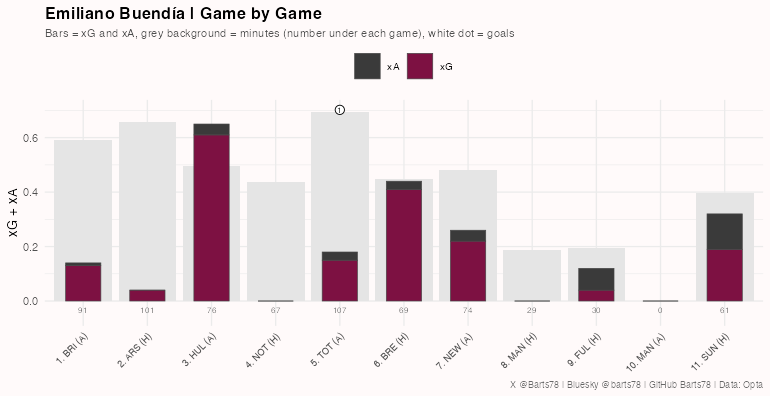 Emiliano Buendía | Game by Game
Bars = xG and xA, grey background = minutes (number under each game), white dot = goals
xA xG
xG + xA
0.6
0.4
0.2
0.0
1
91 101 76 67 107 69 74 29 30 0 61
1. BRI (A) 2. ARS (H) 3. HUL (A) 4. NOT (H) 5. TOT (A) 6. BRE (H) 7. NEW (A) 8. MAN (H) 9. FUL (H) 10. MAN (A) 11. SUN (H)
X @Barts78 | Bluesky @barts78 | GitHub Barts78 | Data: Opta